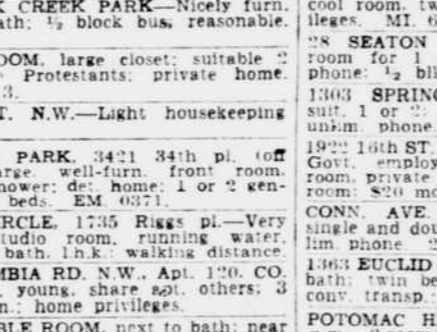 K CREEK PARK—Nicely furn.
ath; ½ block bus, reasonable.
OOM, large closet; suitable 2
Protestants; private home.
3.
T. N.W.—Light housekeeping
PARK, 3421 34th pl. (off
arge. well-furn. front room.
hower; det. home; 1 or 2 gen-
beds. EM. 0371.
RCLE, 1735 Riggs pl.—Very
tudio room, running water,
bath. l.h.k.; walking distance.
MBIA RD. N.W., Apt. 120. CO.
young, share apt. others; 3
n.; home privileges.
BLE ROOM, next to bath; near
cool room, tw
ileges. MI. 6
28 SEATON
room for 1
phone; ½ blk
1303 SPRING
suit. 1 or 2;
unlim. phone.
1922 16th ST.
Govt. employ
room, private
room; $20 mo
CONN. AVE.
single and dou
lim. phone. 2
1363 EUCLID
bath; twin be
conv. transp.;
POTOMAC H